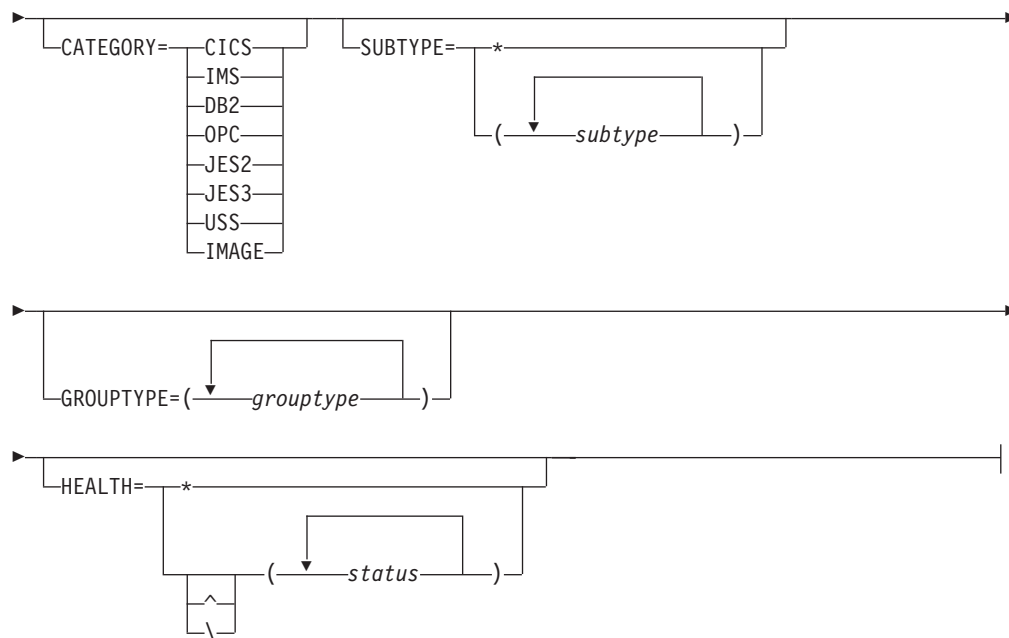 CATEGORY= CICS SUBTYPE= *
IMS
DB2
OPC ( subtype )
JES2
JES3
USS
IMAGE
GROUPTYPE=( grouptype )
HEALTH= *
( status )
^
\